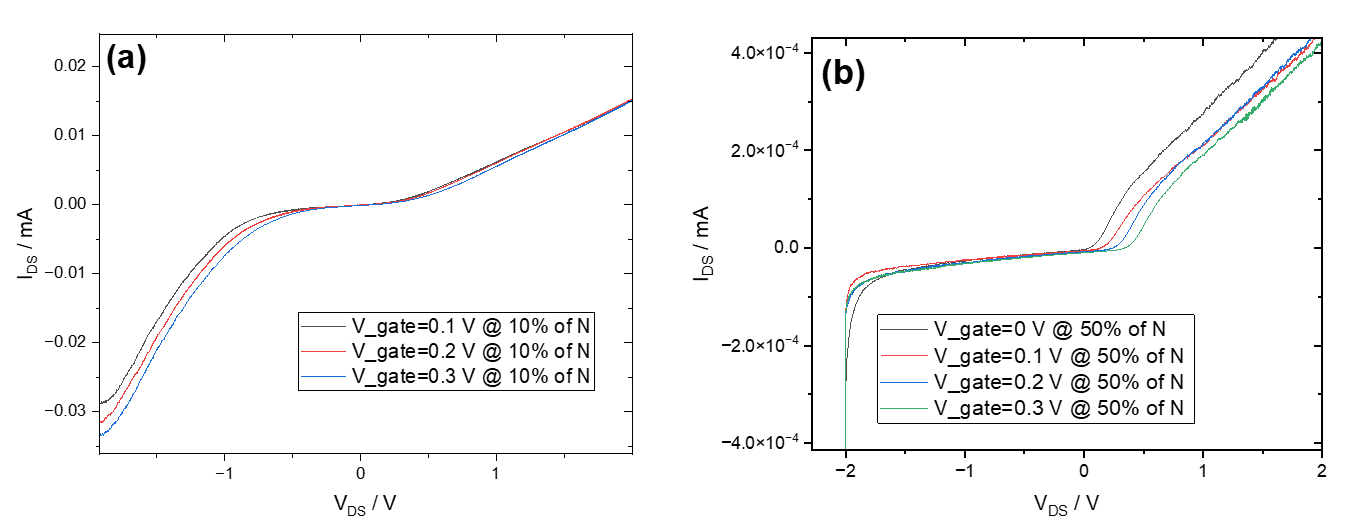 (a)
0.02
0.01
0.00
−0.01
−0.02
−0.03
I_DS / mA
−1
0
1
V_DS / V
V_gate=0.1 V @ 10% of N
V_gate=0.2 V @ 10% of N
V_gate=0.3 V @ 10% of N
(b)
4.0×10⁻⁴
2.0×10⁻⁴
0.0
−2.0×10⁻⁴
−4.0×10⁻⁴
I_DS / mA
−2
−1
0
1
2
V_DS / V
V_gate=0 V @ 50% of N
V_gate=0.1 V @ 50% of N
V_gate=0.2 V @ 50% of N
V_gate=0.3 V @ 50% of N